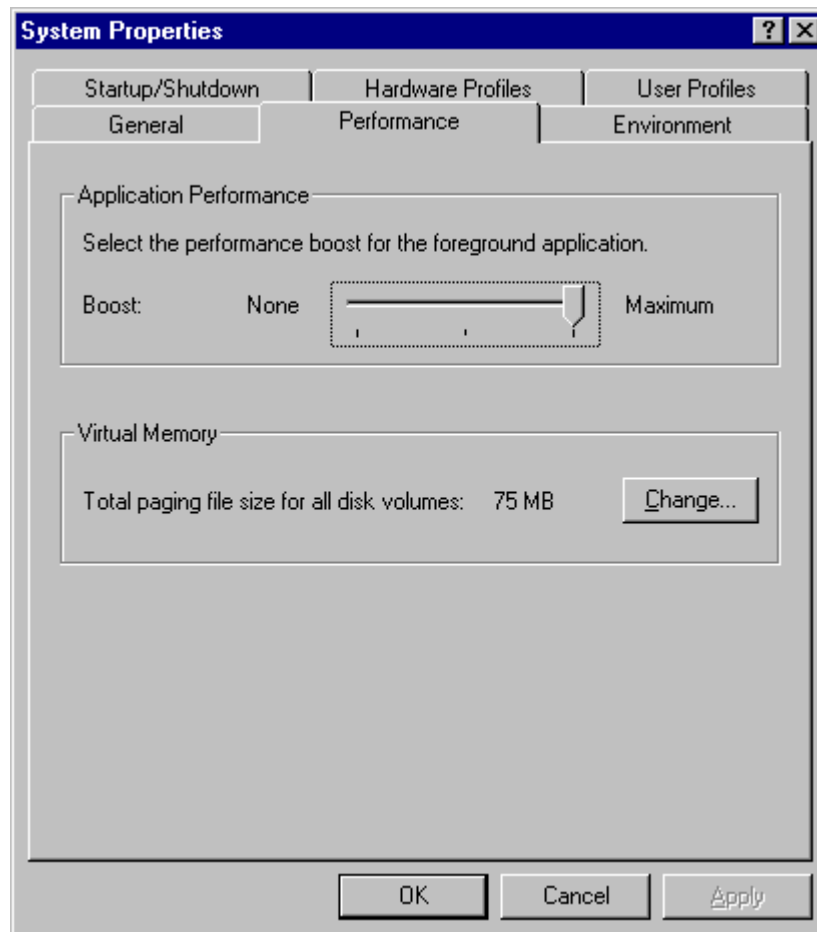 System Properties
Startup/Shutdown Hardware Profiles User Profiles
General Performance Environment
Application Performance
Select the performance boost for the foreground application.
Boost: None Maximum
Virtual Memory
Total paging file size for all disk volumes: 75 MB Change...
OK Cancel Apply